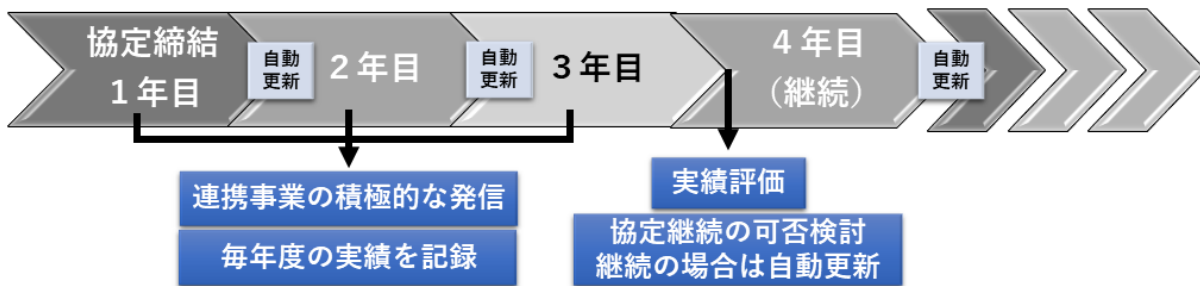 協定締結
１年目
自動
更新
２年目
自動
更新
３年目
４年目
（継続）
自動
更新
連携事業の積極的な発信
毎年度の実績を記録
実績評価
協定継続の可否検討
継続の場合は自動更新